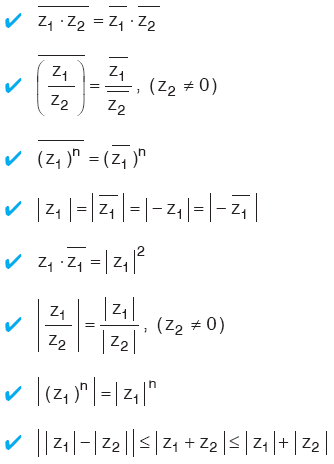 ✔ $\overline{z_1 \cdot z_2} = \overline{z_1} \cdot \overline{z_2}$
✔ $\overline{\left(\frac{z_1}{z_2}\right)} = \frac{\overline{z_1}}{\overline{z_2}}, \ (z_2 \neq 0)$
✔ $\overline{(z_1)^n} = (\overline{z_1})^n$
✔ $|z_1| = |\overline{z_1}| = |-z_1| = |-\overline{z_1}|$
✔ $z_1 \cdot \overline{z_1} = |z_1|^2$
✔ $\left|\frac{z_1}{z_2}\right| = \frac{|z_1|}{|z_2|}, \ (z_2 \neq 0)$
✔ $|(z_1)^n| = |z_1|^n$
✔ $||z_1| - |z_2|| \leq |z_1 + z_2| \leq |z_1| + |z_2|$